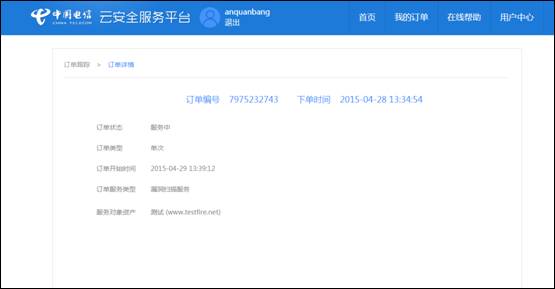 中国电信
CHINA TELECOM
云安全服务平台
anquanbang
退出
首页 我的订单 在线帮助 用户中心
订单跟踪 > 订单详情
订单编号 7975232743 下单时间 2015-04-28 13:34:54
订单状态 服务中
订单类型 单次
订单开始时间 2015-04-29 13:39:12
订单服务类型 漏洞扫描服务
服务对象资产 测试 (www.testfire.net)